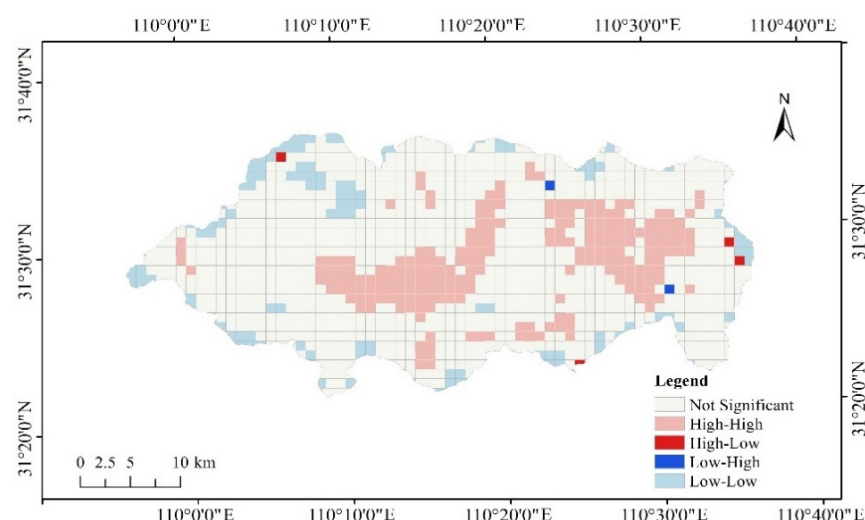 110°0'0"E 110°10'0"E 110°20'0"E 110°30'0"E 110°40'0"E
31°40'0"N
N
31°30'0"N
31°30'0"N
Legend
Not Significant
High-High
High-Low
Low-High
Low-Low
31°20'0"N
31°20'0"N
0 2.5 5 10 km
110°0'0"E 110°10'0"E 110°20'0"E 110°30'0"E 110°40'0"E